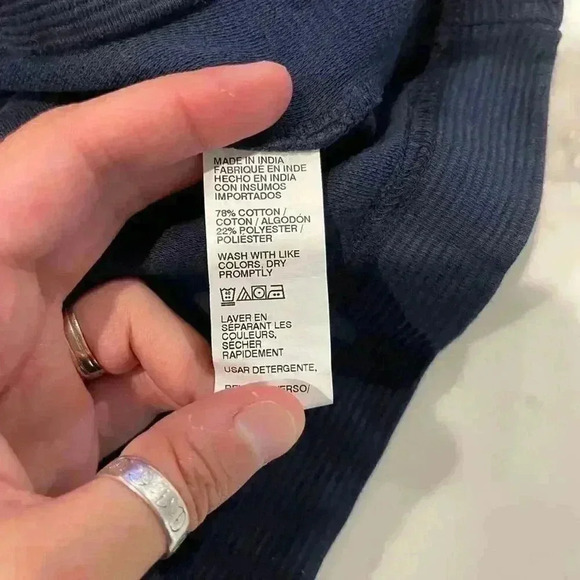 MADE IN INDIA
FABRIQUE EN INDE
HECHO EN INDIA
CON INSUMOS
IMPORTADOS
78% COTTON /
COTON / ALGODÓN
22% POLYESTER /
POLIÉSTER
WASH WITH LIKE
COLORS, DRY
PROMPTLY
LAVER EN
SÉPARANT LES
COULEURS,
SÉCHER
RAPIDEMENT
USAR DETERGENTE,